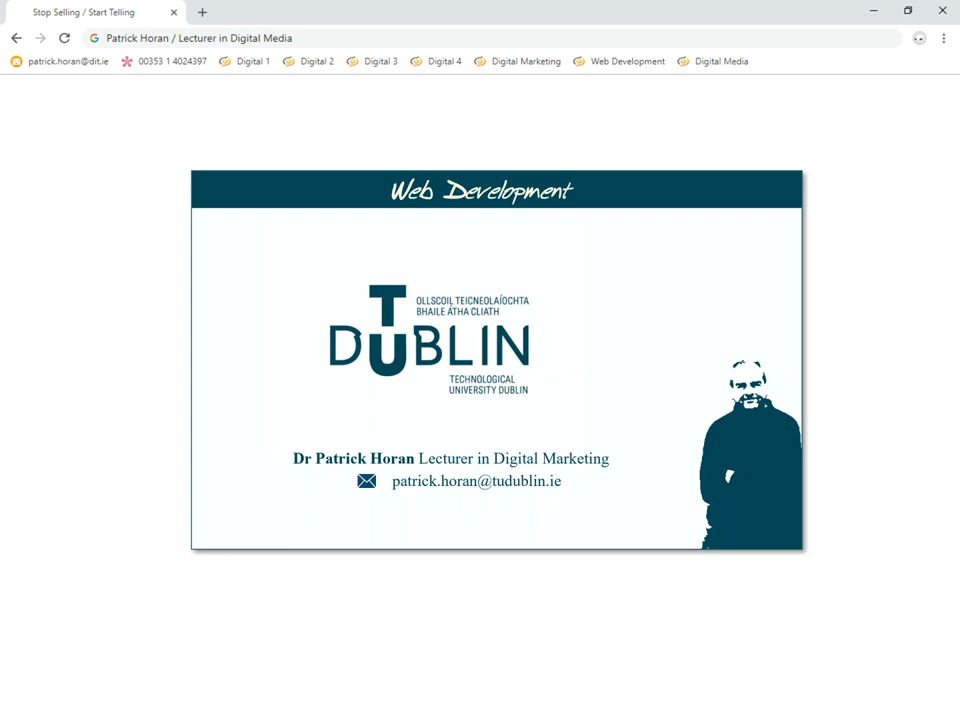 Stop Selling / Start Telling
Patrick Horan / Lecturer in Digital Media
patrick.horan@dit.ie 00353 1 4024397 Digital 1 Digital 2 Digital 3 Digital 4 Digital Marketing Web Development Digital Media
Web Development
OLLSCOIL TEICNEOLAÍOCHTA
BHAILE ÁTHA CLIATH
TU DUBLIN
TECHNOLOGICAL
UNIVERSITY DUBLIN
Dr Patrick Horan Lecturer in Digital Marketing
patrick.horan@tudublin.ie